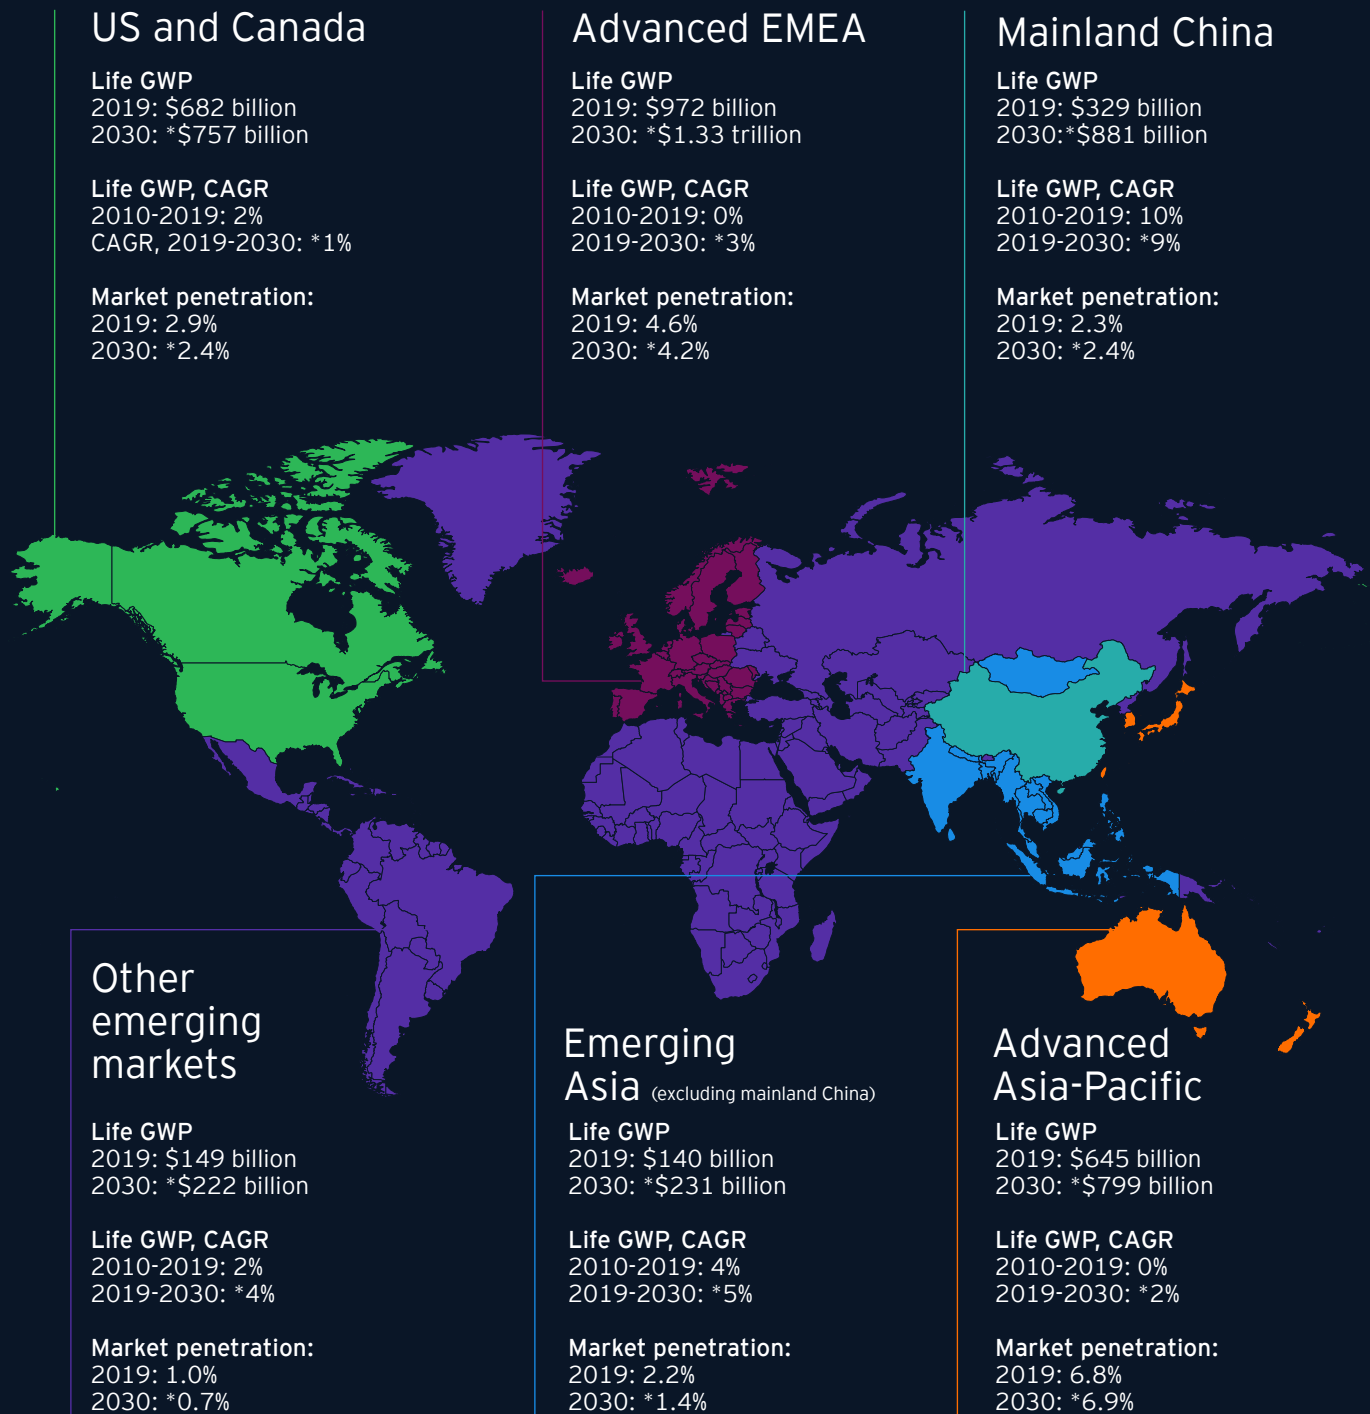 US and Canada
Life GWP
2019: $682 billion
2030: *$757 billion
Life GWP, CAGR
2010-2019: 2%
CAGR, 2019-2030: *1%
Market penetration:
2019: 2.9%
2030: *2.4%
Advanced EMEA
Life GWP
2019: $972 billion
2030: *$1.33 trillion
Life GWP, CAGR
2010-2019: 0%
2019-2030: *3%
Market penetration:
2019: 4.6%
2030: *4.2%
Mainland China
Life GWP
2019: $329 billion
2030:*$881 billion
Life GWP, CAGR
2010-2019: 10%
2019-2030: *9%
Market penetration:
2019: 2.3%
2030: *2.4%
Other
emerging
markets
Life GWP
2019: $149 billion
2030: *$222 billion
Life GWP, CAGR
2010-2019: 2%
2019-2030: *4%
Market penetration:
2019: 1.0%
2030: *0.7%
Emerging
Asia (excluding mainland China)
Life GWP
2019: $140 billion
2030: *$231 billion
Life GWP, CAGR
2010-2019: 4%
2019-2030: *5%
Market penetration:
2019: 2.2%
2030: *1.4%
Advanced
Asia-Pacific
Life GWP
2019: $645 billion
2030: *$799 billion
Life GWP, CAGR
2010-2019: 0%
2019-2030: *2%
Market penetration:
2019: 6.8%
2030: *6.9%